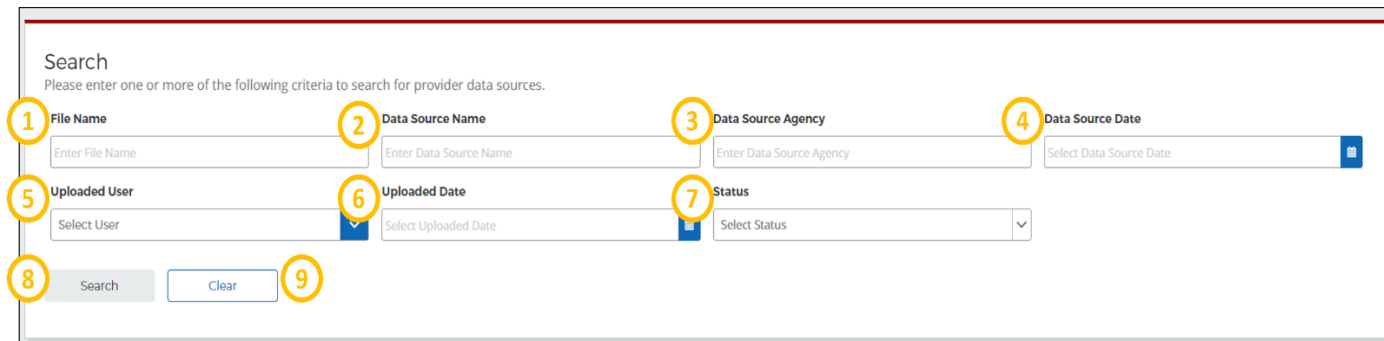 Search
Please enter one or more of the following criteria to search for provider data sources.
1 File Name 2 Data Source Name 3 Data Source Agency 4 Data Source Date
Enter File Name Enter Data Source Name Enter Data Source Agency Select Data Source Date
5 Uploaded User 6 Uploaded Date 7 Status
Select User Select Uploaded Date Select Status
8 Search Clear 9